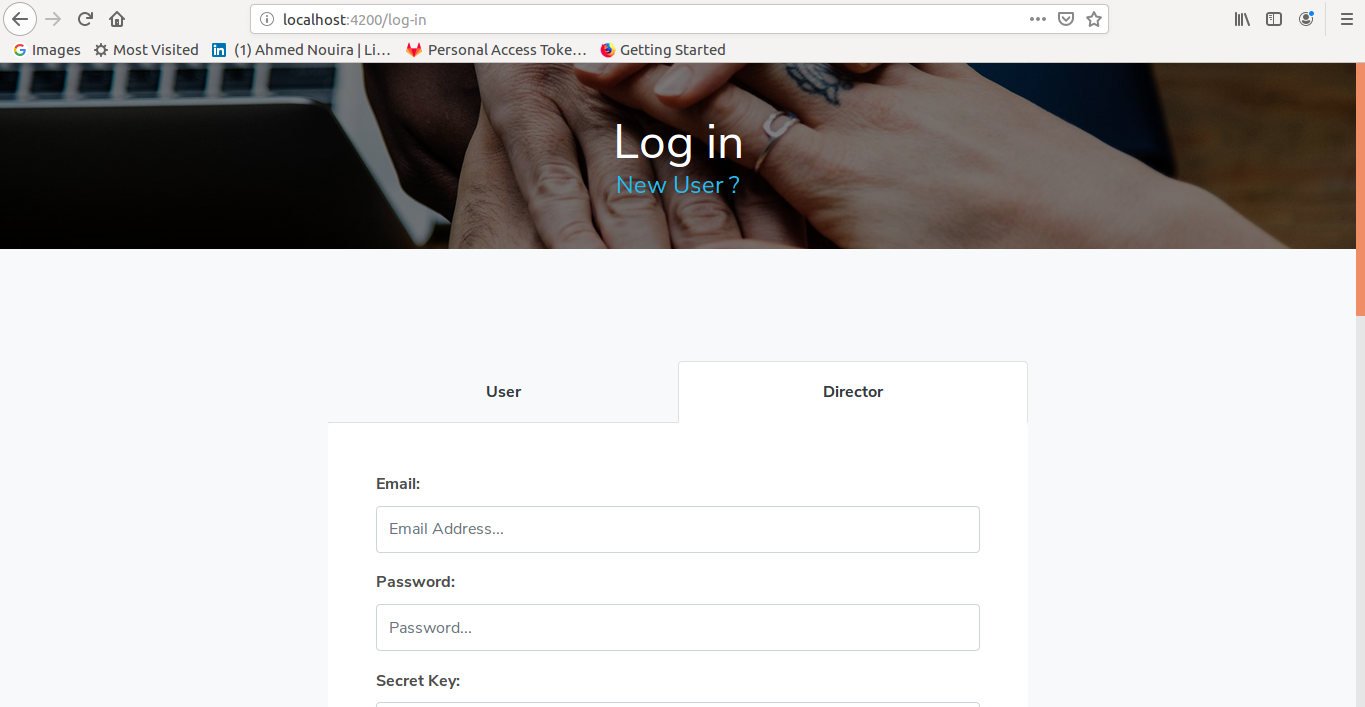 localhost:4200/log-in
Images Most Visited (1) Ahmed Nouira | Li… Personal Access Toke… Getting Started
Log in
New User ?
User Director
Email:
Email Address...
Password:
Password...
Secret Key: